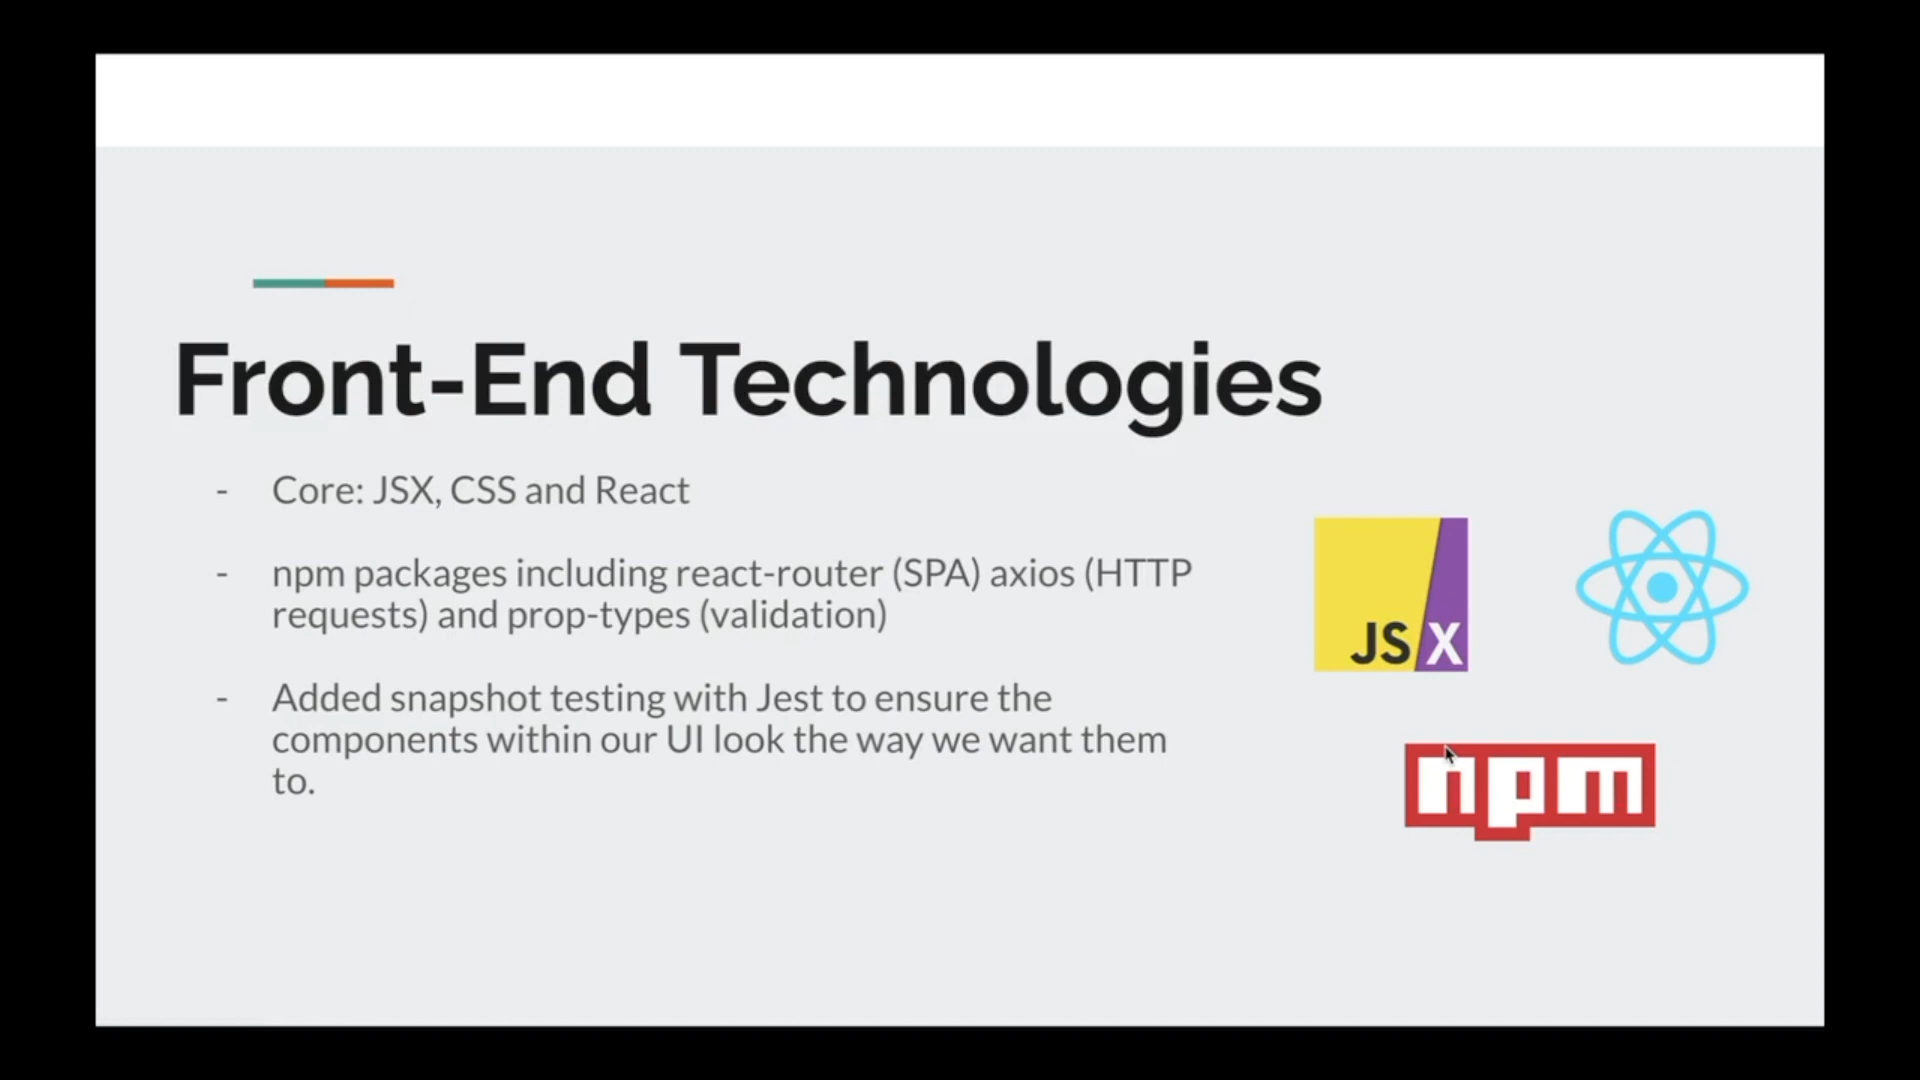 Front-End Technologies
- Core: JSX, CSS and React
- npm packages including react-router (SPA) axios (HTTP
requests) and prop-types (validation)
- Added snapshot testing with Jest to ensure the
components within our UI look the way we want them
to.
JSX
npm